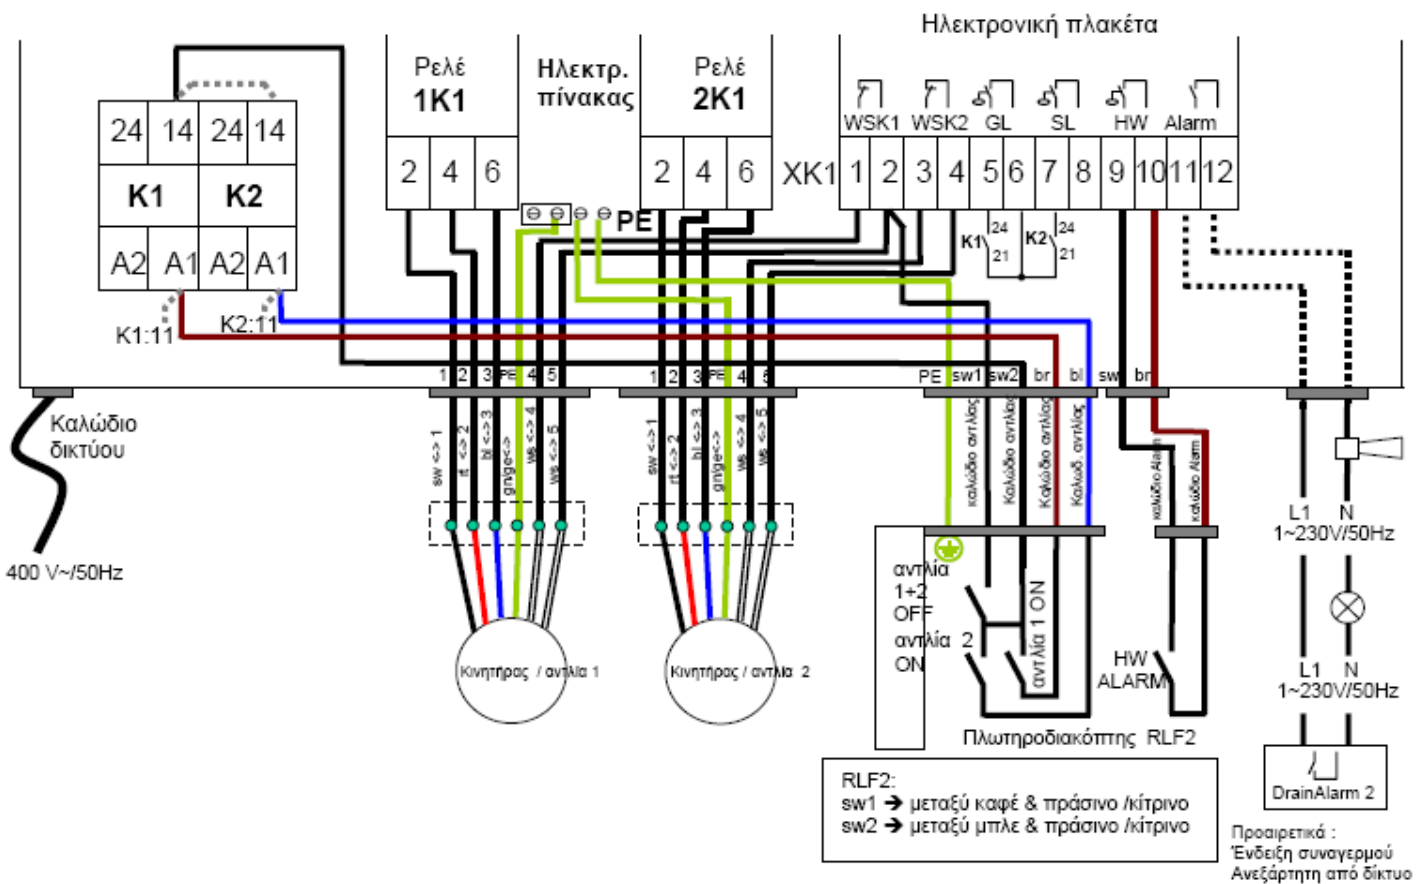 Ηλεκτρονική πλακέτα
Ρελέ
1K1
Ηλεκτρ.
πίνακας
Ρελέ
2K1
WSK1 WSK2 GL SL HW Alarm
24 14 24 14
K1 K2
A2 A1 A2 A1
K1:11
K2:11
2 4 6
PE
2 4 6
XK1 1 2 3 4 5 6 7 8 9 10 11 12
K1 24
21
K2 24
21
1 2 3 PE 4 5
1 2 3 PE 4 5
PE sw1 sw2 br bl sw br
Καλώδιο
δικτύου
400 V~/50Hz
sw <-> 1
rt <-> 2
bl <-> 3
gn/ge<->
ws <-> 4
ws <-> 5
sw <-> 1
rt <-> 2
bl <-> 3
gn/ge<->
ws <-> 4
ws <-> 5
καλώδιο αντλίας
Καλώδιο αντλίας
Καλώδιο αντλίας
Καλωδ. αντλίας
καλώδιο Alarm
καλώδιο Alarm
L1 N
1~230V/50Hz
Κινητήρας / αντλία 1
Κινητήρας / αντλία 2
αντλία
1+2
OFF
αντλία 2
ON
αντλία 1 ON
HW
ALARM
L1 N
1~230V/50Hz
Πλωτηροδιακόπτης RLF2
DrainAlarm 2
RLF2:
sw1 ➔ μεταξύ καφέ & πράσινο /κίτρινο
sw2 ➔ μεταξύ μπλε & πράσινο /κίτρινο
Προαιρετικά :
Ένδειξη συναγερμού
Ανεξάρτητη από δίκτυο